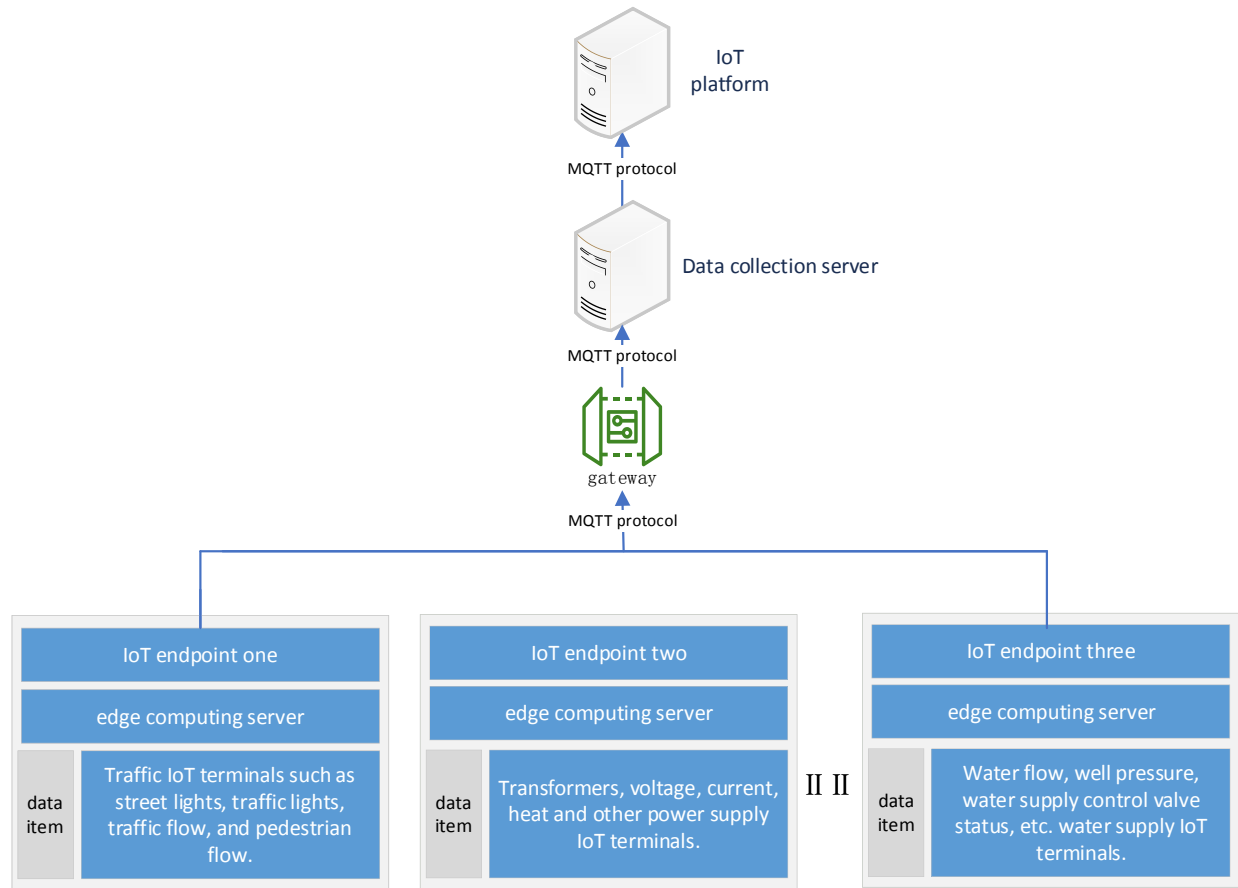 IoT
platform
MQTT protocol
Data collection server
MQTT protocol
gateway
MQTT protocol
IoT endpoint one
edge computing server
data
item
Traffic IoT terminals such as
street lights, traffic lights,
traffic flow, and pedestrian
flow.
IoT endpoint two
edge computing server
data
item
Transformers, voltage, current,
heat and other power supply
IoT terminals.
II II
IoT endpoint three
edge computing server
data
item
Water flow, well pressure,
water supply control valve
status, etc. water supply IoT
terminals.